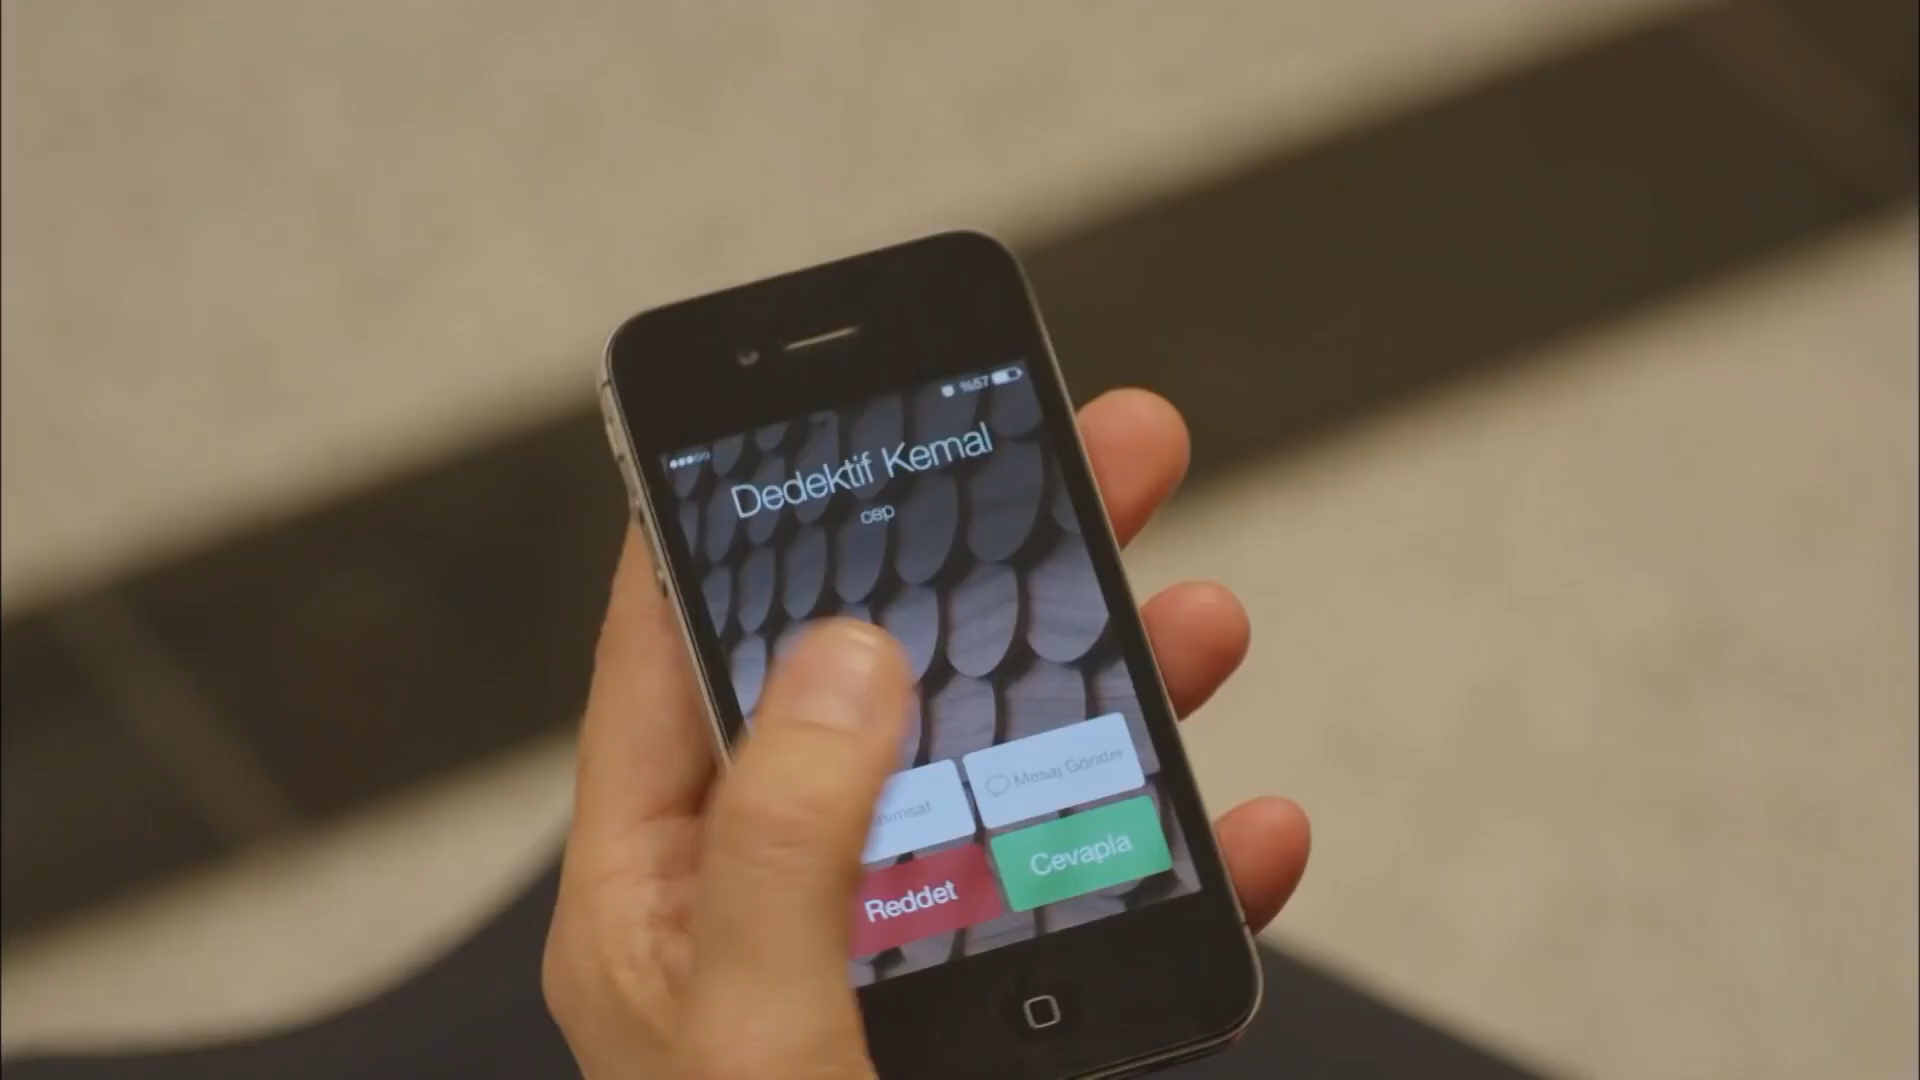 %57
Dedektif Kemal
cep
Mesaj Gönder
Reddet
Cevapla